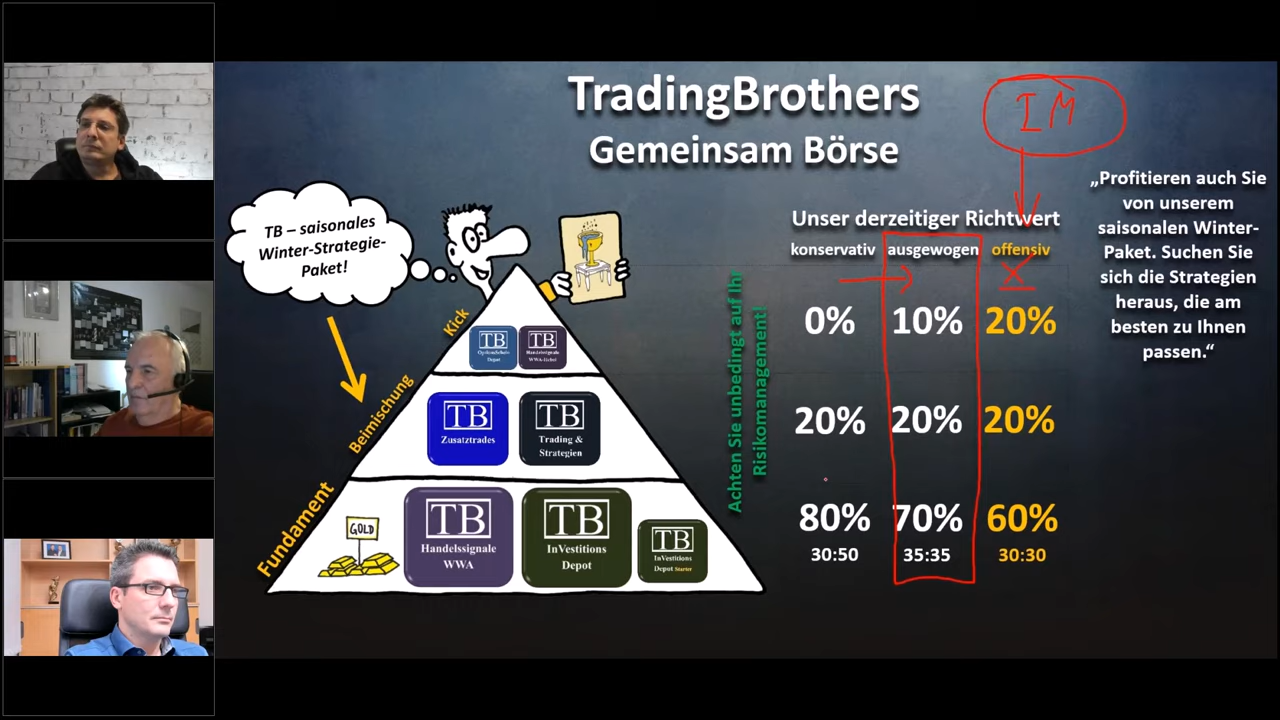 TradingBrothers
Gemeinsam Börse
IM
„Profitieren auch Sie
von unserem
saisonalen Winter-
Paket. Suchen Sie
sich die Strategien
heraus, die am
besten zu Ihnen
passen.“
TB – saisonales
Winter-Strategie-
Paket!
Unser derzeitiger Richtwert
konservativ ausgewogen offensiv
X
0% 10% 20%
20% 20% 20%
80% 70% 60%
30:50 35:35 30:30
Achten Sie unbedingt auf Ihr
Risikomanagement!
Kick
TB
Depot
TB
Handelssignale
Beimischung
TB
Zusatztrades
TB
Trading &
Strategien
Fundament
GOLD
TB
Handelssignale
WWA
TB
InVestitions
Depot
TB
InVestitions
Depot Starter